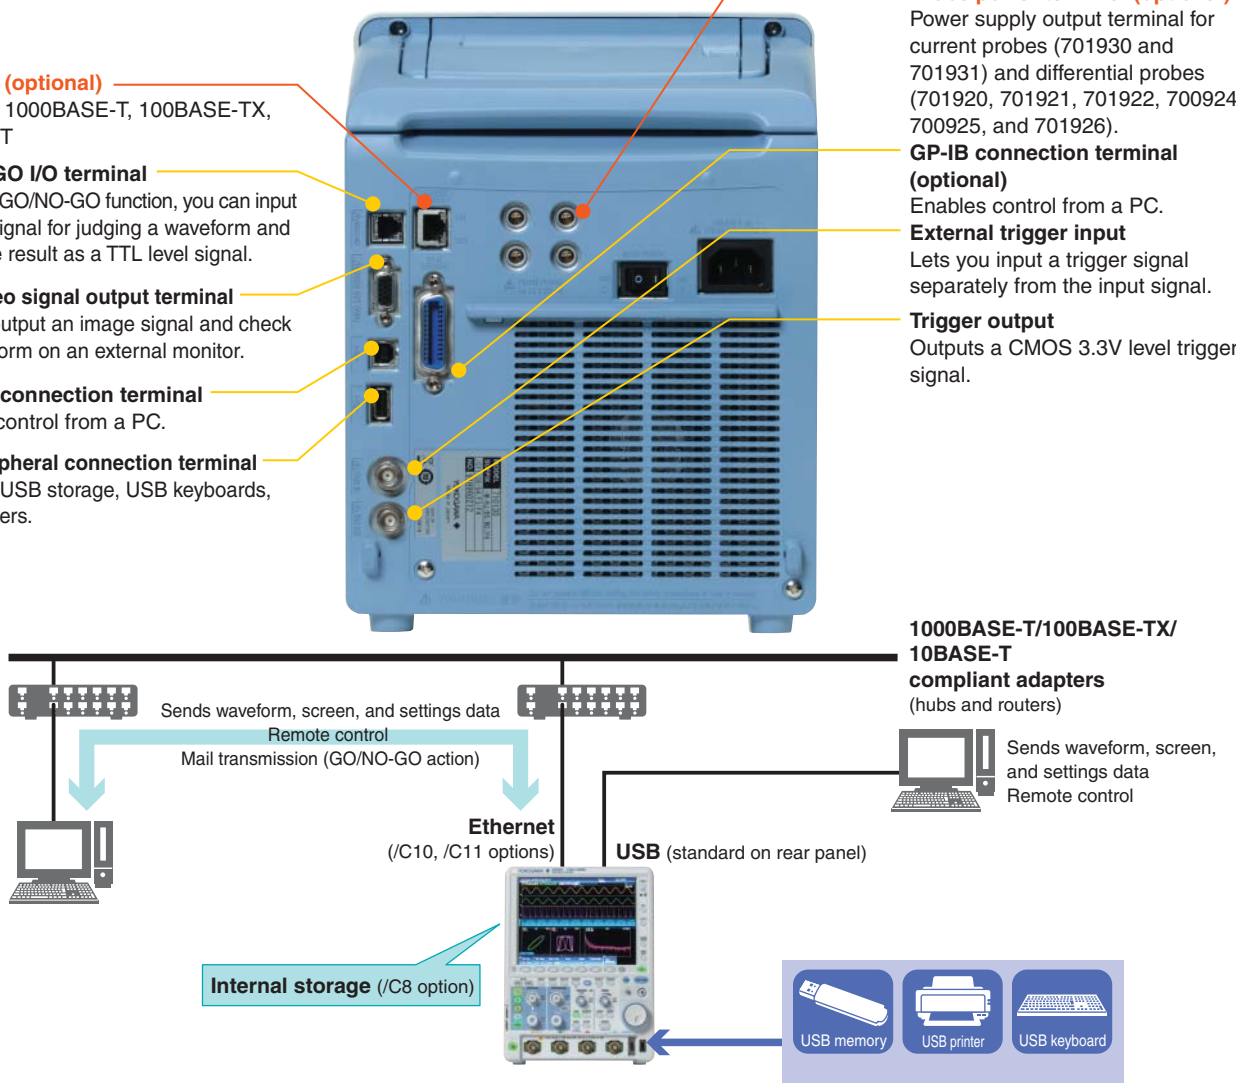 (optional)
1000BASE-T, 100BASE-TX,
T
GO I/O terminal
GO/NO-GO function, you can input
ignal for judging a waveform and
e result as a TTL level signal.
eo signal output terminal
output an image signal and check
orm on an external monitor.
connection terminal
control from a PC.
pheral connection terminal
USB storage, USB keyboards,
ers.
Power supply output terminal for
current probes (701930 and
701931) and differential probes
(701920, 701921, 701922, 700924
700925, and 701926).
GP-IB connection terminal
(optional)
Enables control from a PC.
External trigger input
Lets you input a trigger signal
separately from the input signal.
Trigger output
Outputs a CMOS 3.3V level trigger
signal.
1000BASE-T/100BASE-TX/
10BASE-T
compliant adapters
(hubs and routers)
Sends waveform, screen, and settings data
Remote control
Mail transmission (GO/NO-GO action)
Sends waveform, screen,
and settings data
Remote control
Ethernet
(/C10, /C11 options)
USB (standard on rear panel)
Internal storage (/C8 option)
USB memory
USB printer
USB keyboard